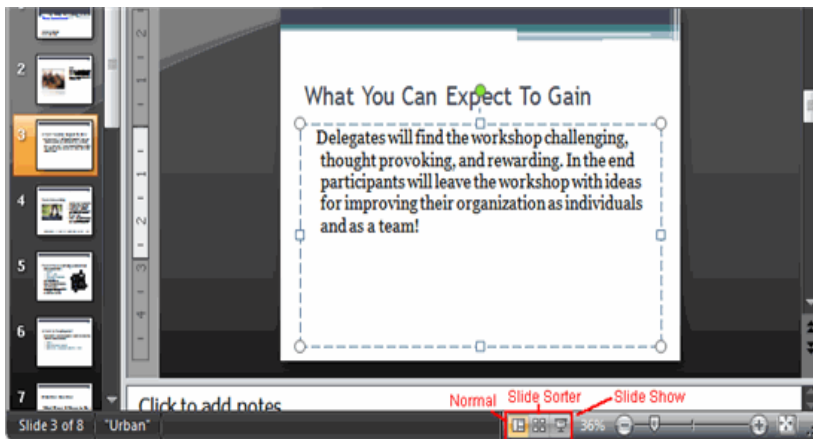 2
3
4
5
6
7
What You Can Expect To Gain
Delegates will find the workshop challenging,
thought provoking, and rewarding. In the end
participants will leave the workshop with ideas
for improving their organization as individuals
and as a team!
Click to add notes
Normal Slide Sorter Slide Show
Slide 3 of 8 "Urban" 36%